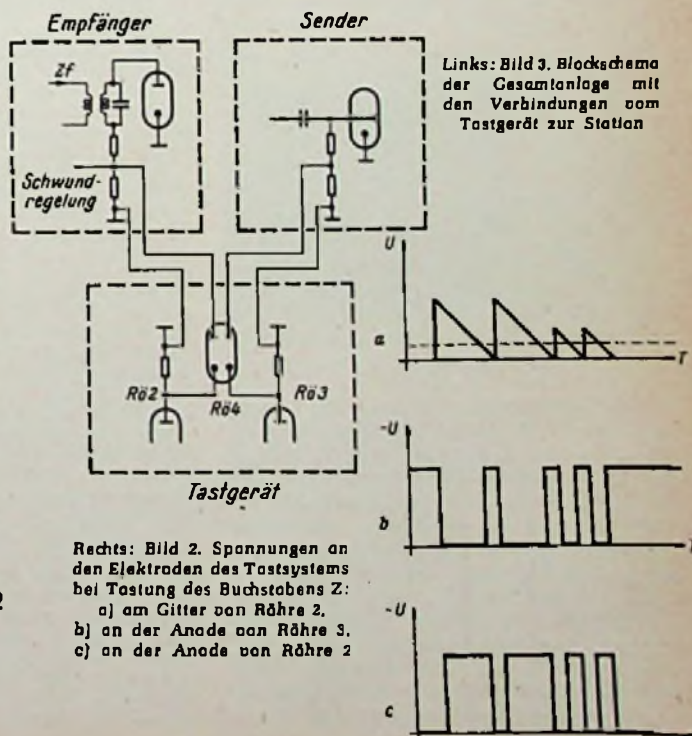 Empfänger
Sender
Zf
Schwund-
regelung
Links: Bild 3. Blockschema
der Gesamtanlage mit
den Verbindungen vom
Tastgerät zur Station
U
a
T
Rö2
Rö4
Rö3
Tastgerät
-U
b
Rechts: Bild 2. Spannungen an
den Elektroden des Tastsystems
bei Tastung des Buchstabens Z:
a) am Gitter von Röhre 2,
b) an der Anode von Röhre 3,
c) an der Anode von Röhre 2
-U
c